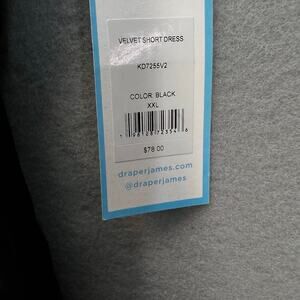 VELVET SHORT DRESS
KD7255V2
COLOR: BLACK
XXL
$78.00
draperjames.com
@draperjames